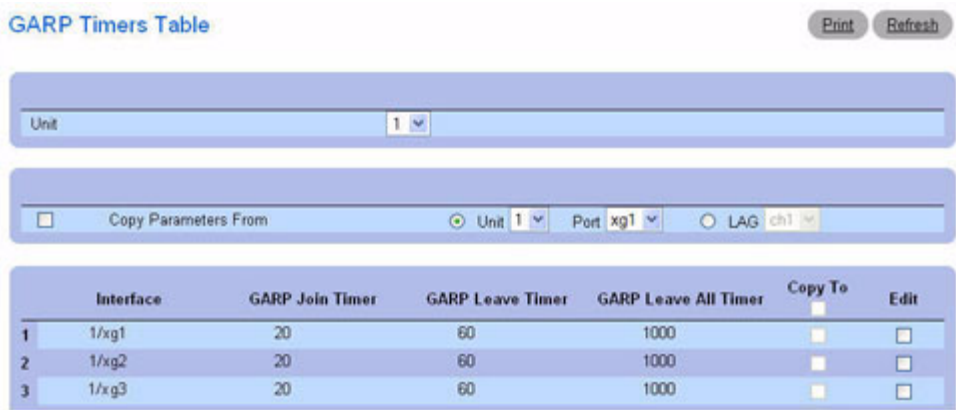 GARP Timers Table
Print Refresh
Unit 1
Copy Parameters From Unit 1 Port xg1 LAG ch1
Interface GARP Join Timer GARP Leave Timer GARP Leave All Timer Copy To Edit
1 1/xg1 20 60 1000
2 1/xg2 20 60 1000
3 1/xg3 20 60 1000